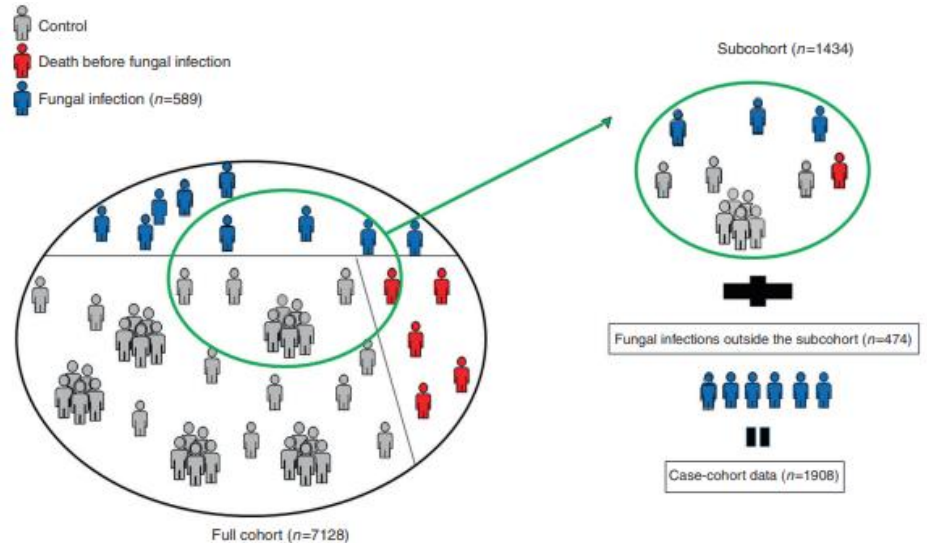 Control
Death before fungal infection
Fungal infection (n=589)
Subcohort (n=1434)
Fungal infections outside the subcohort (n=474)
Case-cohort data (n=1908)
Full cohort (n=7128)